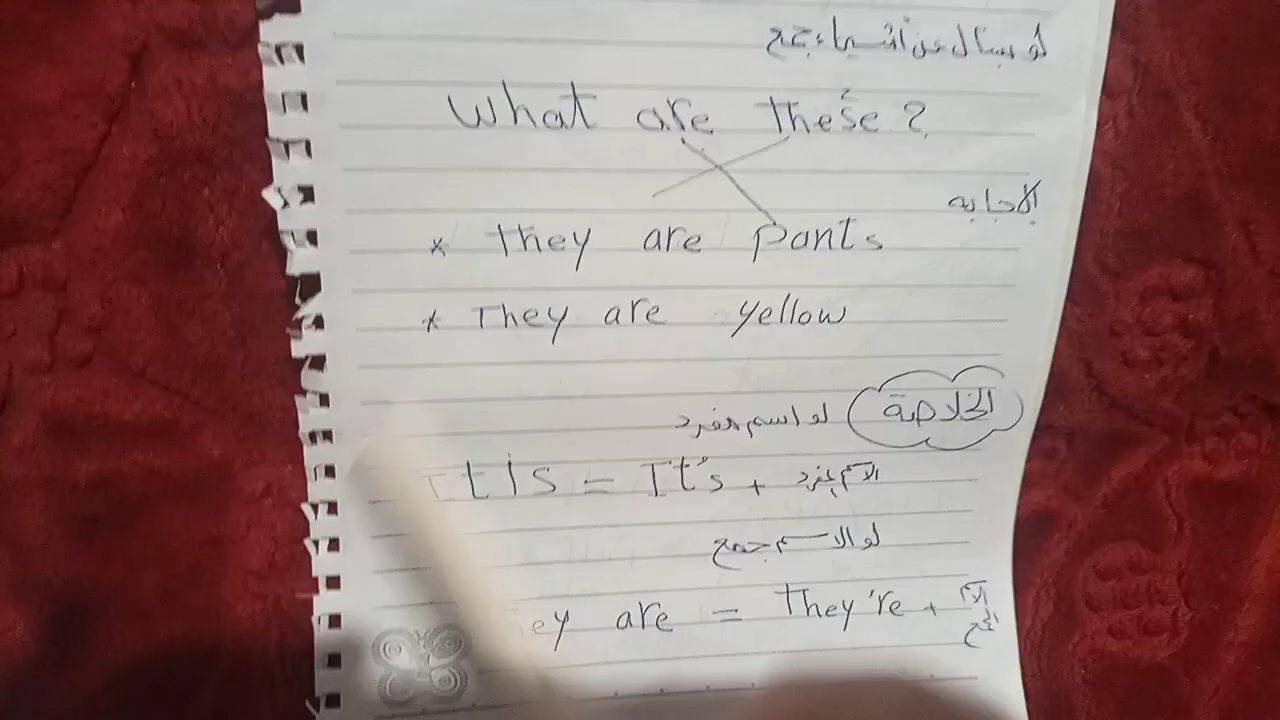 لو بسأل عن أشياء جمع
What are these ?
الاجابه
* They are pants
* They are yellow
الخلاصة لو اسم مفرد
It is = It's + الاسم المفرد
لو الاسم جمع
ey are = They're + الاسم الجمع